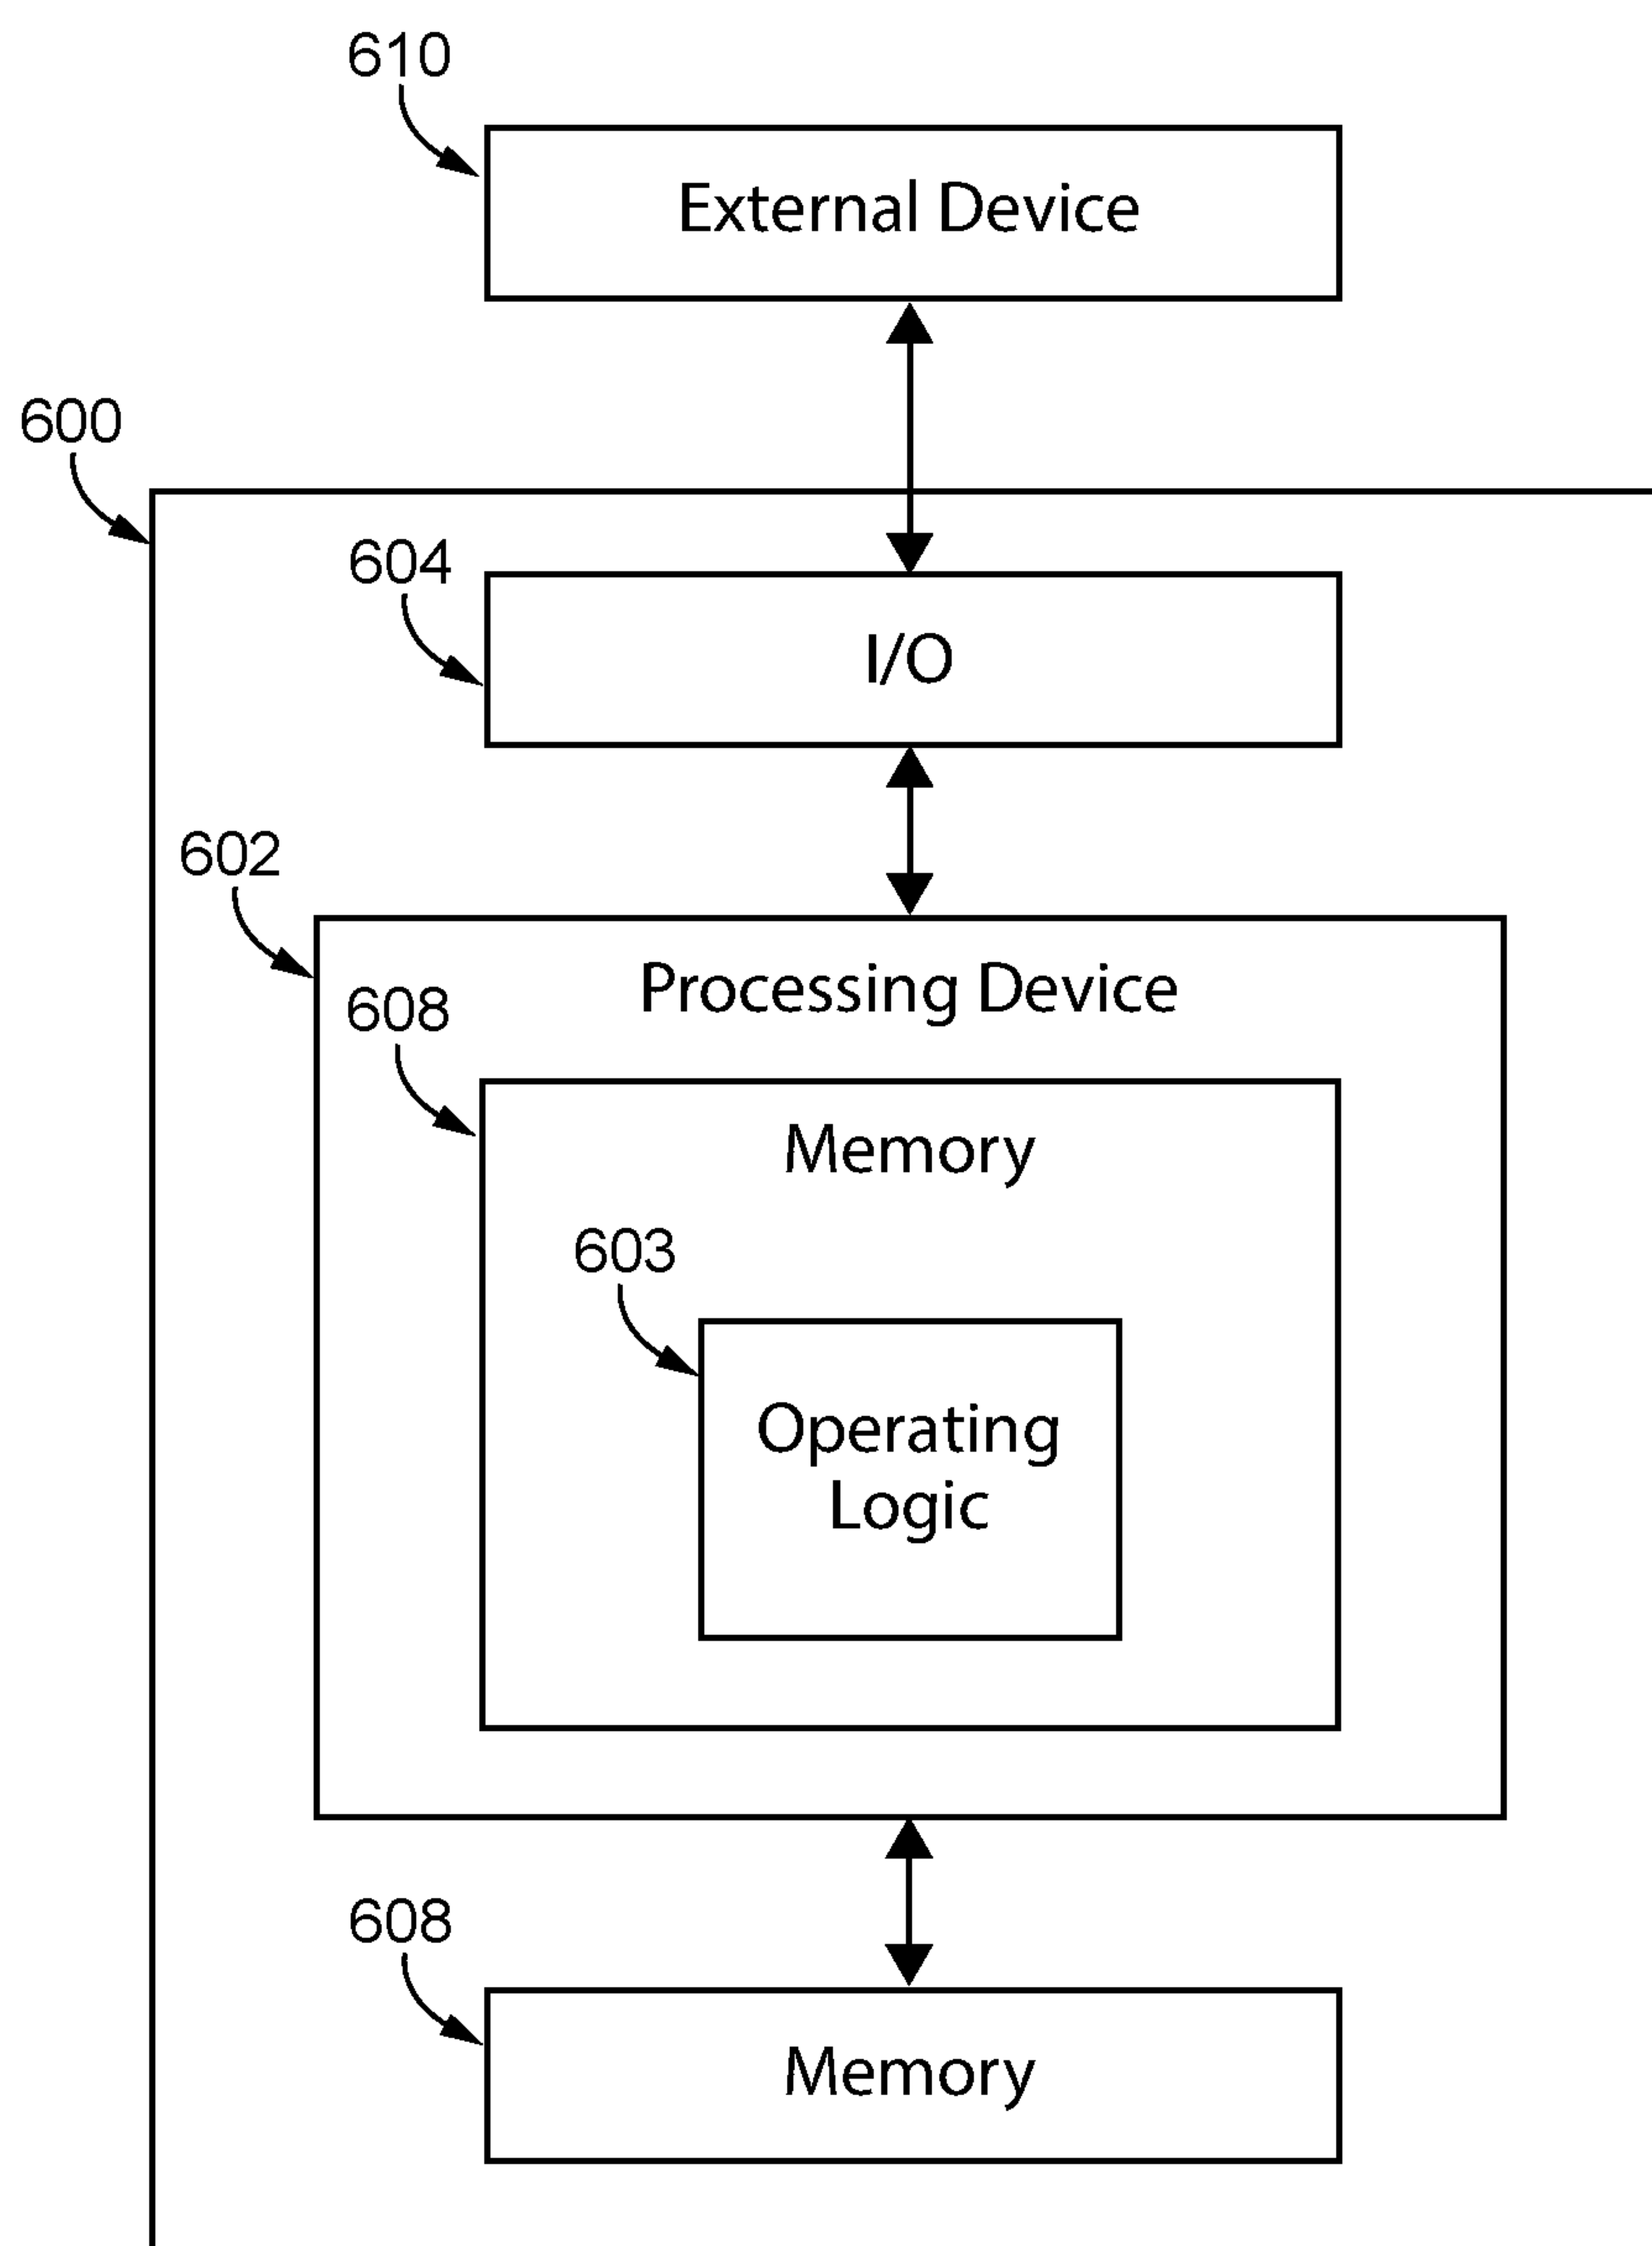 610
External Device
600
604
I/O
602
Processing Device
608
Memory
603
Operating
Logic
608
Memory